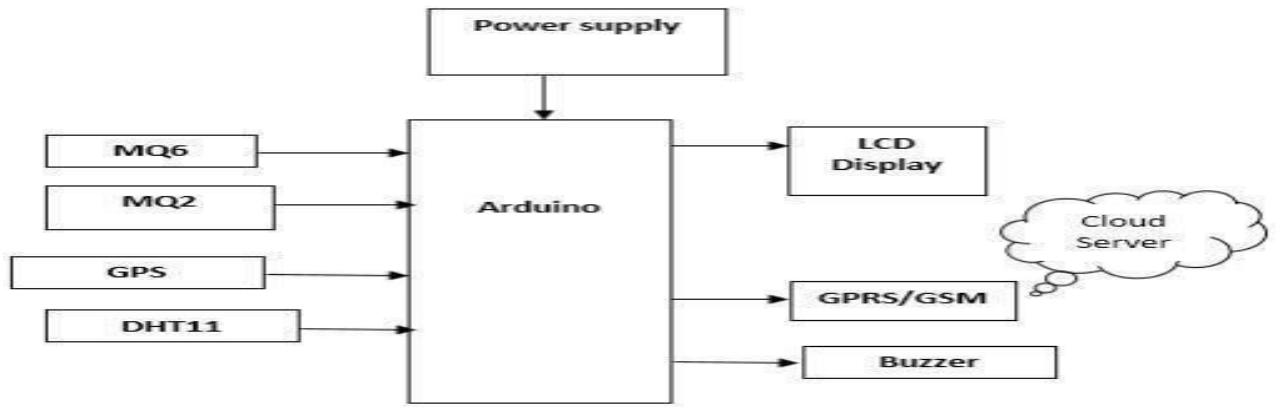 Power supply
MQ6
MQ2
GPS
DHT11
Arduino
LCD
Display
Cloud
Server
GPRS/GSM
Buzzer